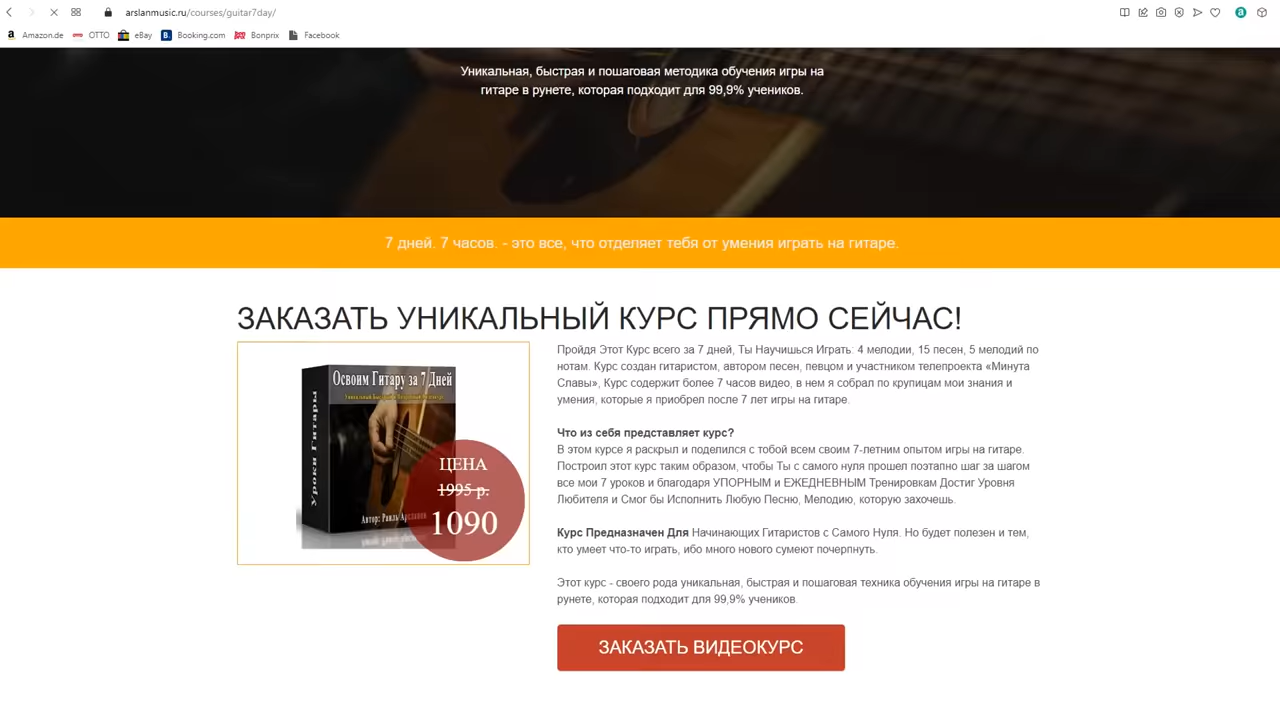 arslanmusic.ru/courses/guitar7day/
Amazon.de OTTO eBay Booking.com Bonprix Facebook
Уникальная, быстрая и пошаговая методика обучения игры на
гитаре в рунете, которая подходит для 99,9% учеников.
7 дней. 7 часов. - это все, что отделяет тебя от умения играть на гитаре.
ЗАКАЗАТЬ УНИКАЛЬНЫЙ КУРС ПРЯМО СЕЙЧАС!
Освоим Гитару за 7 Дней
Уроки Гитары
Автор: Раиль Арсланов
ЦЕНА
1995 р.
1090
Пройдя Этот Курс всего за 7 дней, Ты Научишься Играть: 4 мелодии, 15 песен, 5 мелодий по
нотам. Курс создан гитаристом, автором песен, певцом и участником телепроекта «Минута
Славы», Курс содержит более 7 часов видео, в нем я собрал по крупицам мои знания и
умения, которые я приобрел после 7 лет игры на гитаре.
Что из себя представляет курс?
В этом курсе я раскрыл и поделился с тобой всем своим 7-летним опытом игры на гитаре.
Построил этот курс таким образом, чтобы Ты с самого нуля прошел поэтапно шаг за шагом
все мои 7 уроков и благодаря УПОРНЫМ и ЕЖЕДНЕВНЫМ Тренировкам Достиг Уровня
Любителя и Смог бы Исполнить Любую Песню, Мелодию, которую захочешь.
Курс Предназначен Для Начинающих Гитаристов с Самого Нуля. Но будет полезен и тем,
кто умеет что-то играть, ибо много нового сумеют почерпнуть.
Этот курс - своего рода уникальная, быстрая и пошаговая техника обучения игры на гитаре в
рунете, которая подходит для 99,9% учеников.
ЗАКАЗАТЬ ВИДЕОКУРС